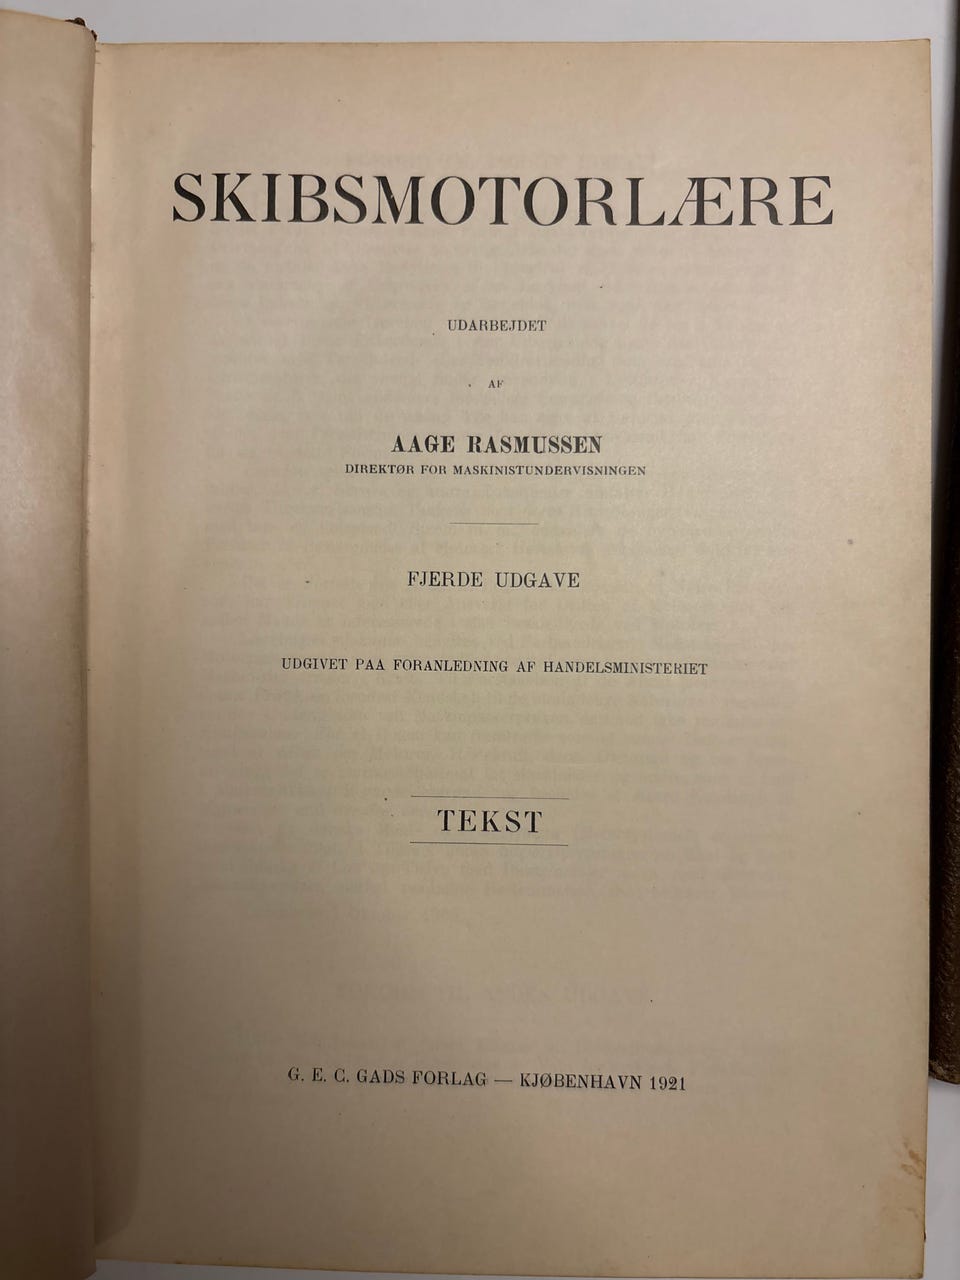 SKIBSMOTORLÆRE
UDARBEJDET
AF
AAGE RASMUSSEN
DIREKTØR FOR MASKINISTUNDERVISNINGEN
FJERDE UDGAVE
UDGIVET PAA FORANLEDNING AF HANDELSMINISTERIET
TEKST
G. E. C. GADS FORLAG — KJØBENHAVN 1921